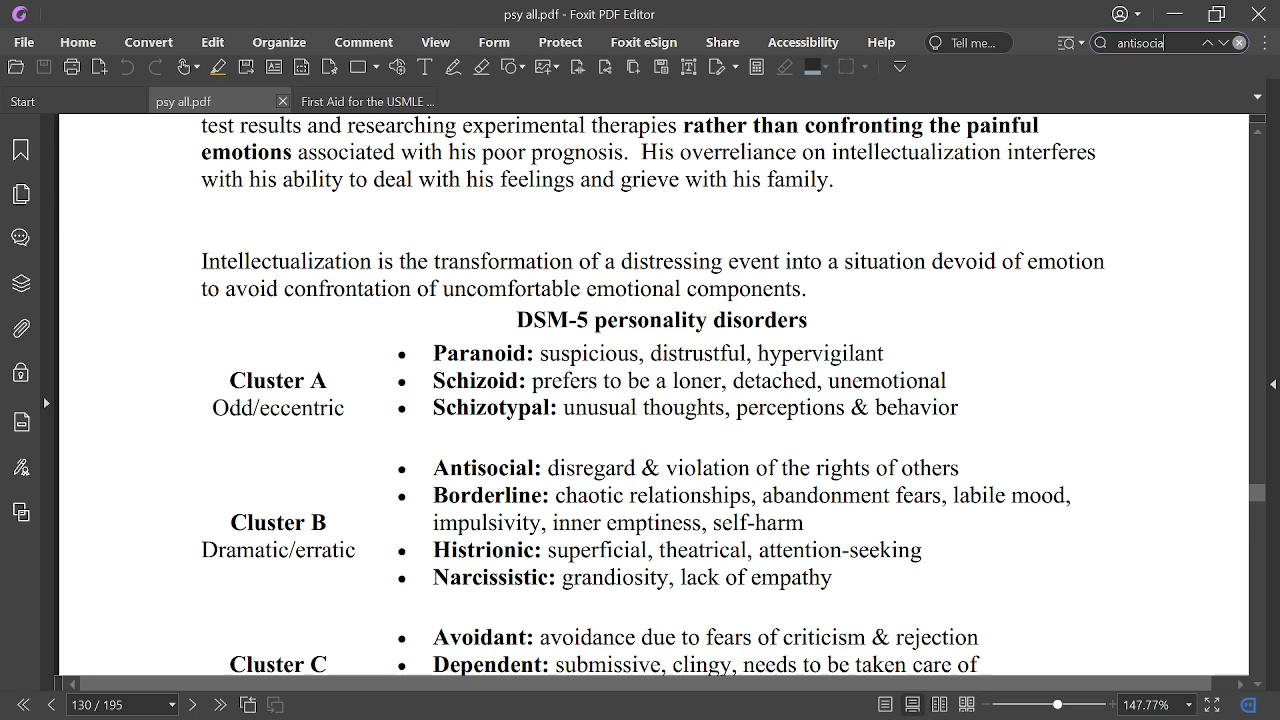 psy all.pdf - Foxit PDF Editor
File Home Convert Edit Organize Comment View Form Protect Foxit eSign Share Accessibility Help Tell me... antisocia
Start psy all.pdf First Aid for the USMLE ...
test results and researching experimental therapies rather than confronting the painful
emotions associated with his poor prognosis. His overreliance on intellectualization interferes
with his ability to deal with his feelings and grieve with his family.
Intellectualization is the transformation of a distressing event into a situation devoid of emotion
to avoid confrontation of uncomfortable emotional components.
DSM-5 personality disorders
• Paranoid: suspicious, distrustful, hypervigilant
Cluster A • Schizoid: prefers to be a loner, detached, unemotional
Odd/eccentric • Schizotypal: unusual thoughts, perceptions & behavior
• Antisocial: disregard & violation of the rights of others
• Borderline: chaotic relationships, abandonment fears, labile mood,
Cluster B impulsivity, inner emptiness, self-harm
Dramatic/erratic • Histrionic: superficial, theatrical, attention-seeking
• Narcissistic: grandiosity, lack of empathy
• Avoidant: avoidance due to fears of criticism & rejection
Cluster C • Dependent: submissive, clingy, needs to be taken care of
130 / 195 147.77%